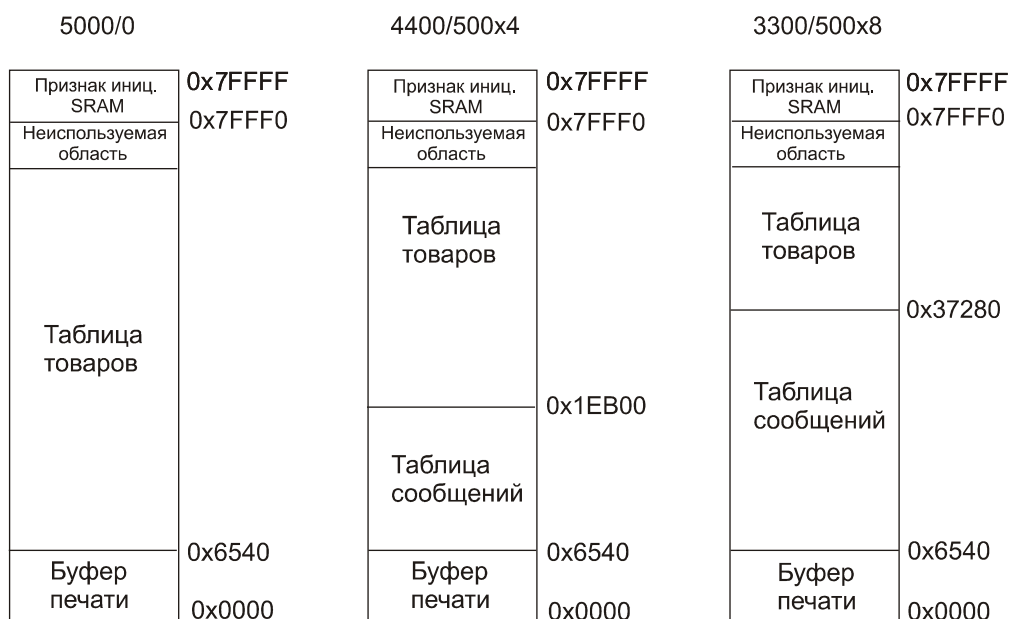 5000/0
4400/500x4
3300/500x8
Признак иниц.
SRAM
0x7FFFF
0x7FFF0
Неиспользуемая
область
Таблица
товаров
0x6540
Буфер
печати
0x0000
Признак иниц.
SRAM
0x7FFFF
0x7FFF0
Неиспользуемая
область
Таблица
товаров
0x1EB00
Таблица
сообщений
0x6540
Буфер
печати
0x0000
Признак иниц.
SRAM
0x7FFFF
0x7FFF0
Неиспользуемая
область
Таблица
товаров
0x37280
Таблица
сообщений
0x6540
Буфер
печати
0x0000